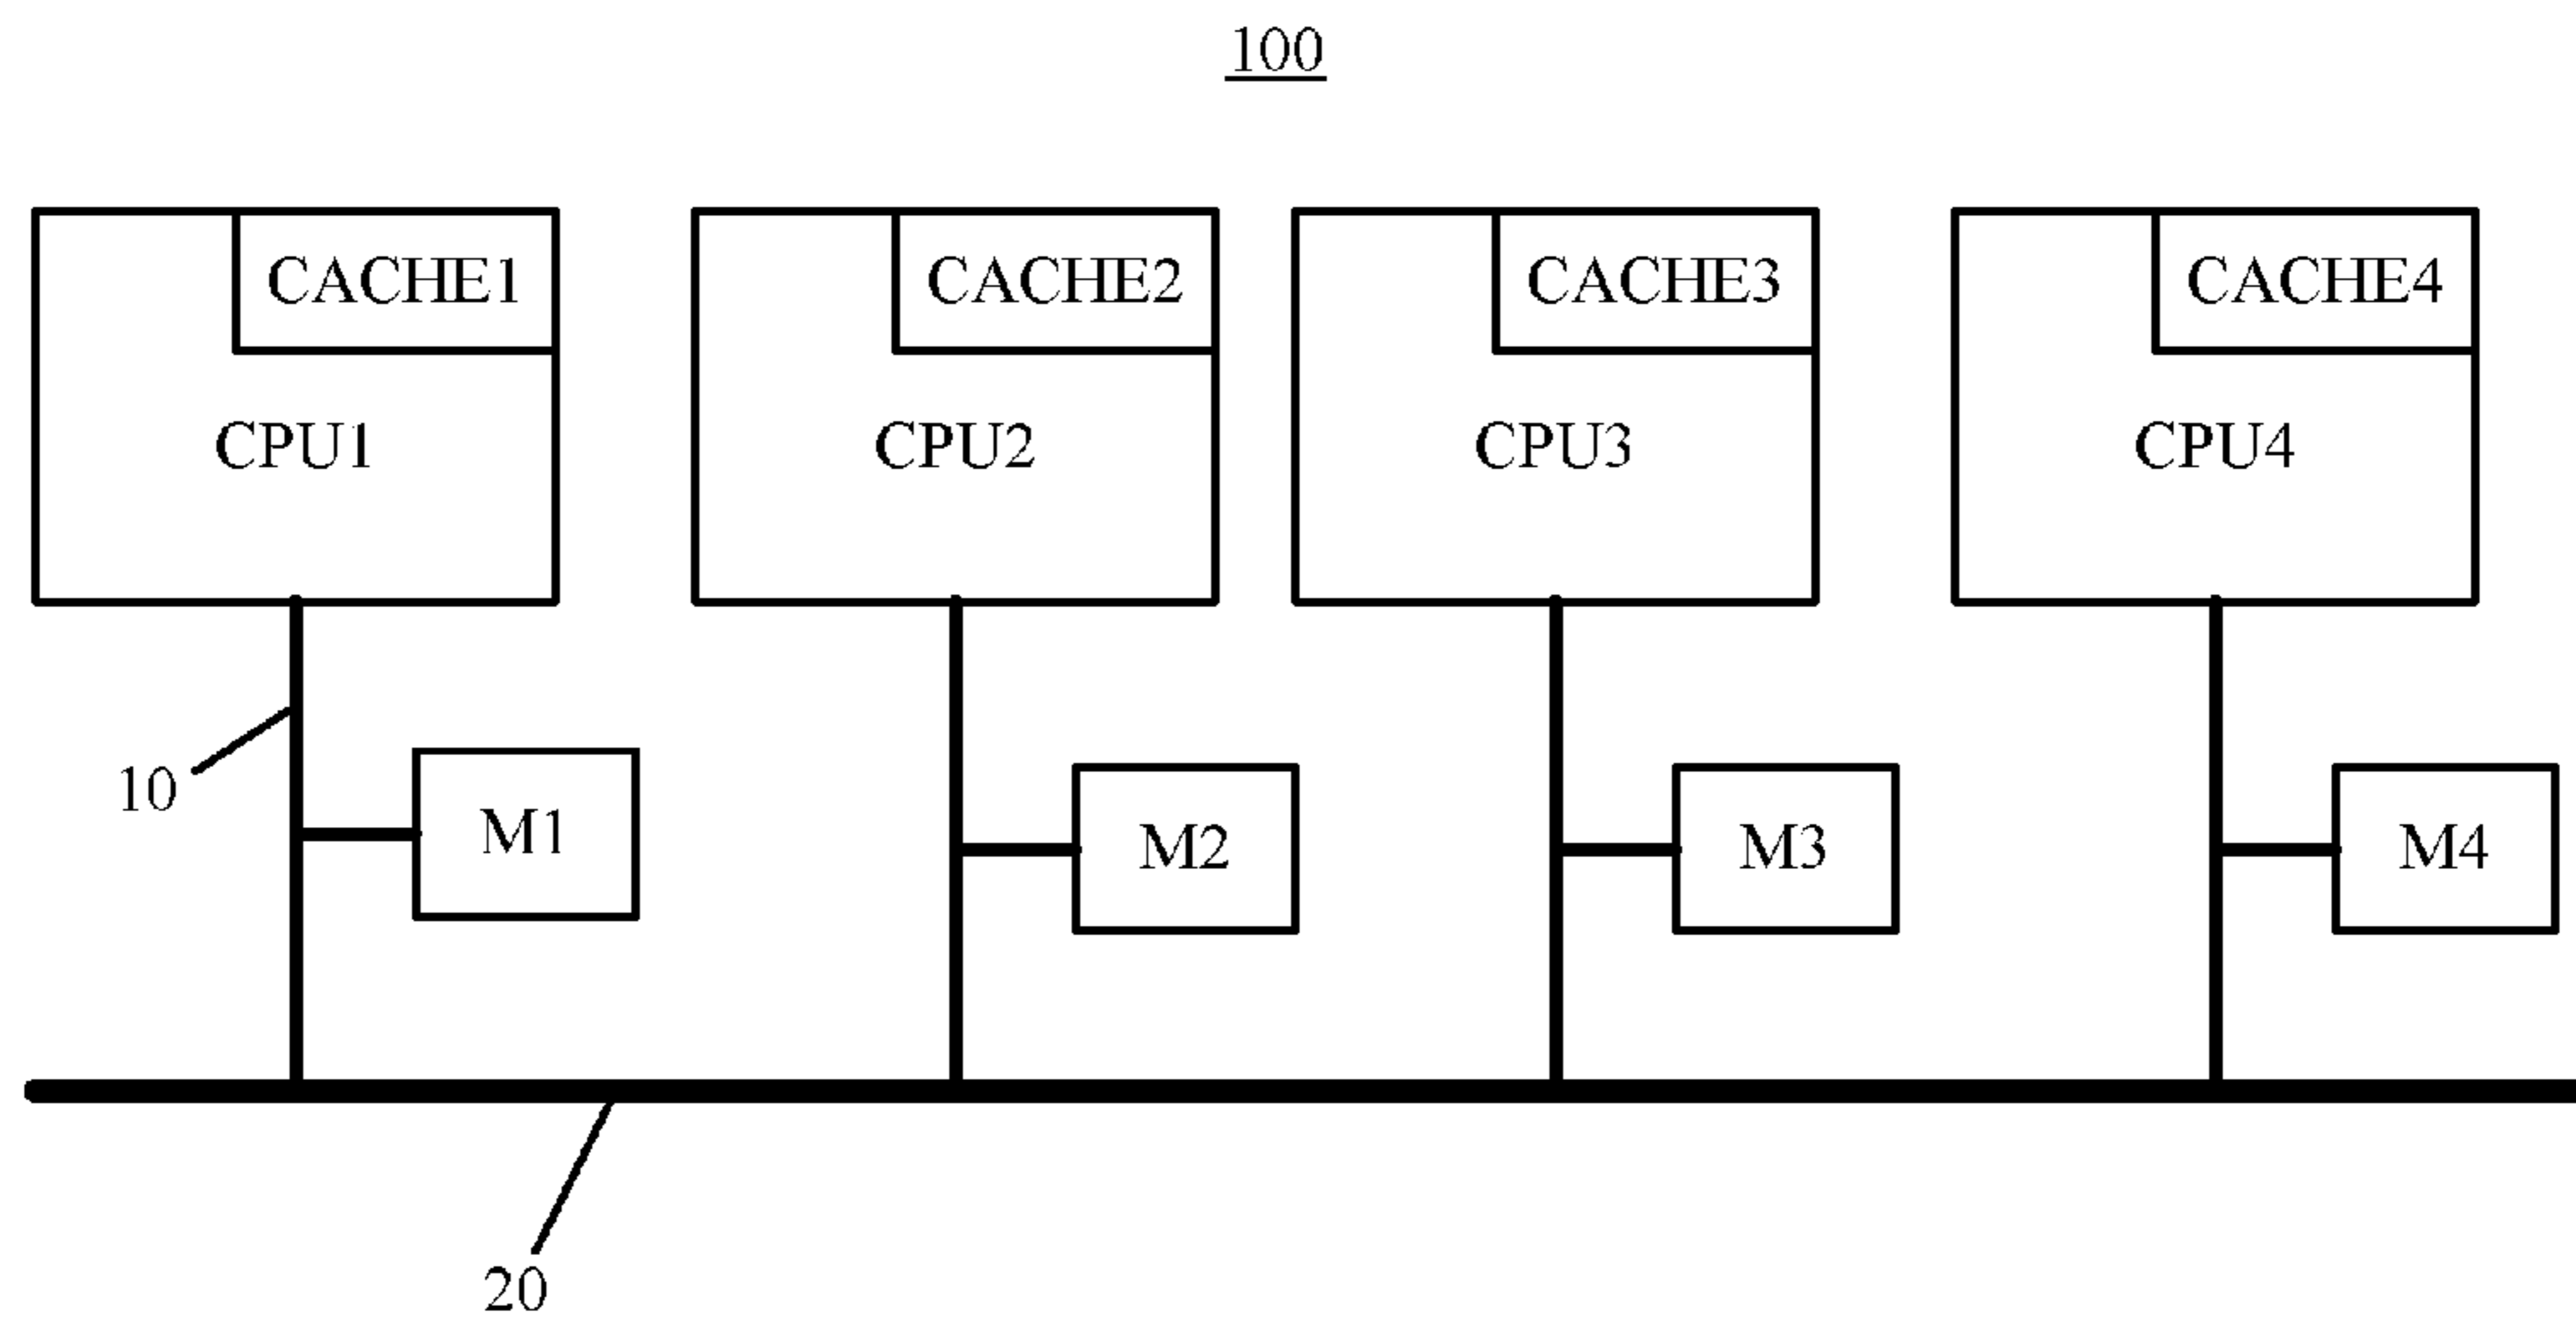 100
CACHE1 CACHE2 CACHE3 CACHE4
CPU1 CPU2 CPU3 CPU4
10
M1 M2 M3 M4
20